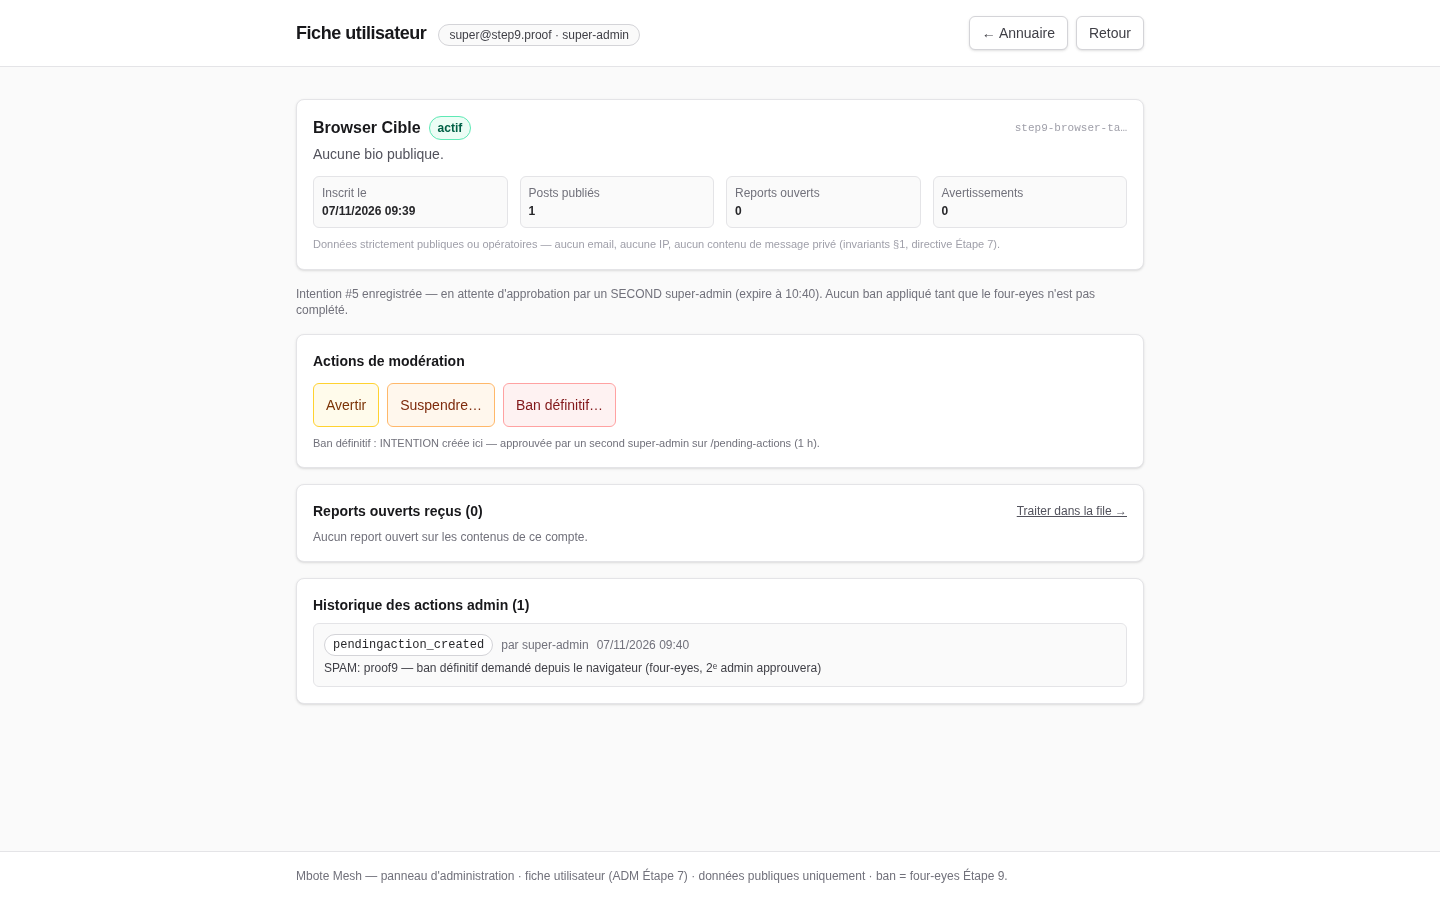 Fiche utilisateur
super@step9.proof · super-admin
← Annuaire
Retour
Browser Cible
actif
step9-browser-ta…
Aucune bio publique.
Inscrit le
07/11/2026 09:39
Posts publiés
1
Reports ouverts
0
Avertissements
0
Données strictement publiques ou opératoires — aucun email, aucune IP, aucun contenu de message privé (invariants §1, directive Étape 7).
Intention #5 enregistrée — en attente d'approbation par un SECOND super-admin (expire à 10:40). Aucun ban appliqué tant que le four-eyes n'est pas
complété.
Actions de modération
Avertir
Suspendre…
Ban définitif…
Ban définitif : INTENTION créée ici — approuvée par un second super-admin sur /pending-actions (1 h).
Reports ouverts reçus (0)
Traiter dans la file →
Aucun report ouvert sur les contenus de ce compte.
Historique des actions admin (1)
pendingaction_created par super-admin 07/11/2026 09:40
SPAM: proof9 — ban définitif demandé depuis le navigateur (four-eyes, 2ᵉ admin approuvera)
Mbote Mesh — panneau d'administration · fiche utilisateur (ADM Étape 7) · données publiques uniquement · ban = four-eyes Étape 9.